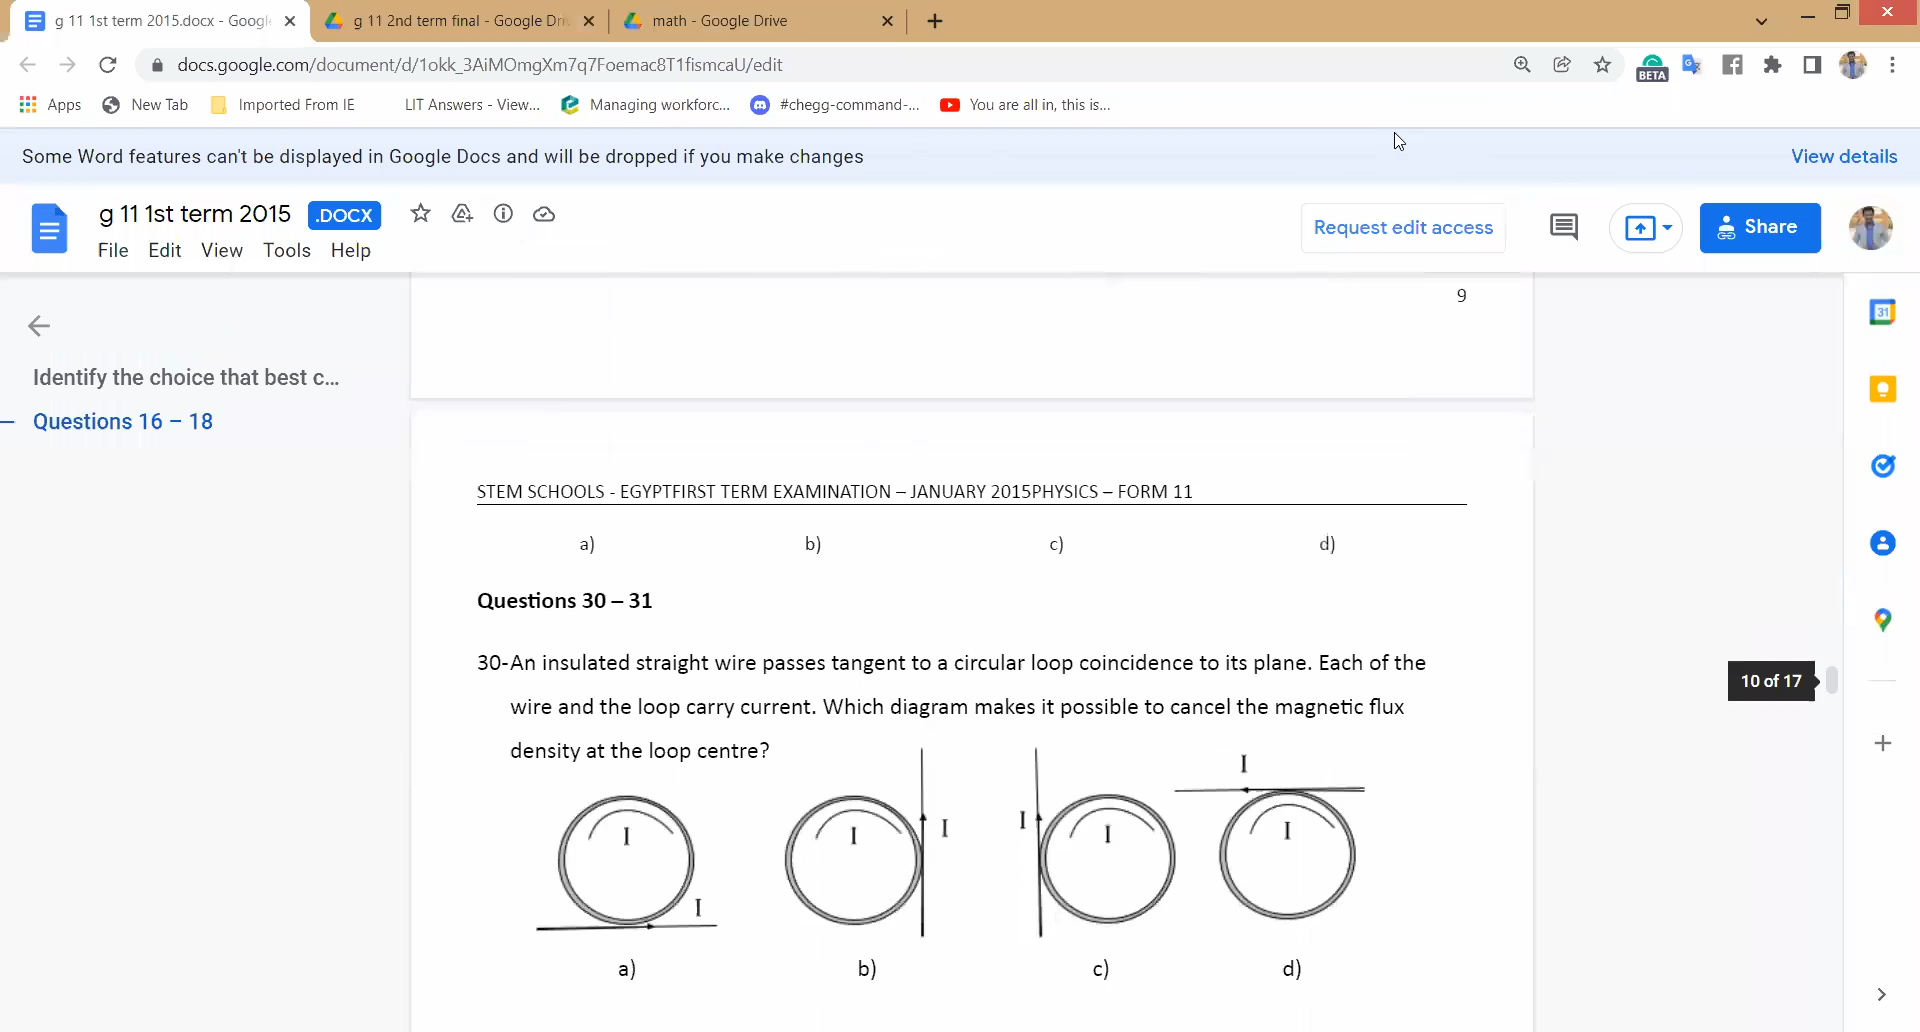 g 11 1st term 2015.docx - Googl
g 11 2nd term final - Google Dri
math - Google Drive
docs.google.com/document/d/1okk_3AiMOmgXm7q7Foemac8T1fismcaU/edit
BETA
Apps
New Tab
Imported From IE
LIT Answers - View...
Managing workforc...
#chegg-command-...
You are all in, this is...
Some Word features can't be displayed in Google Docs and will be dropped if you make changes
View details
g 11 1st term 2015
.DOCX
Request edit access
Share
File Edit View Tools Help
9
31
Identify the choice that best c...
Questions 16 – 18
STEM SCHOOLS - EGYPTFIRST TERM EXAMINATION – JANUARY 2015PHYSICS – FORM 11
a) b) c) d)
Questions 30 – 31
30-An insulated straight wire passes tangent to a circular loop coincidence to its plane. Each of the
wire and the loop carry current. Which diagram makes it possible to cancel the magnetic flux
density at the loop centre?
10 of 17
I
I
I
I
I
I
I
I
a) b) c) d)